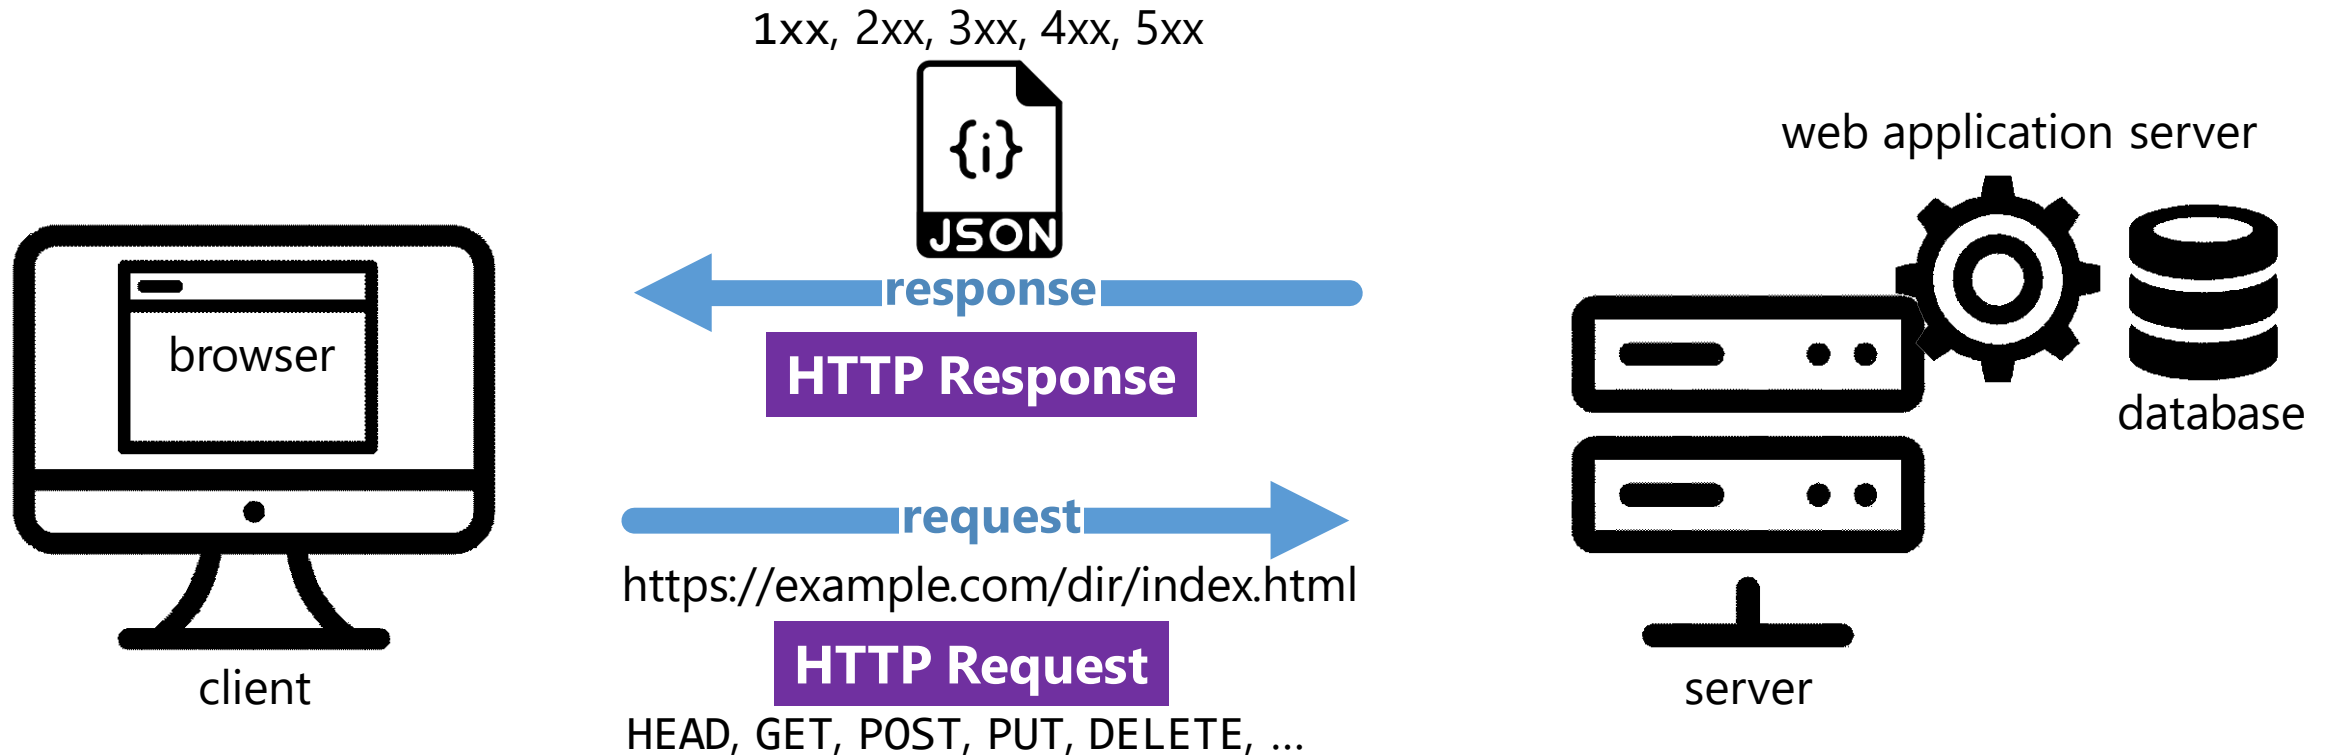 1xx, 2xx, 3xx, 4xx, 5xx
{i}
JSON
web application server
response
browser
HTTP Response
database
request
https://example.com/dir/index.html
HTTP Request
client
server
HEAD, GET, POST, PUT, DELETE, ...